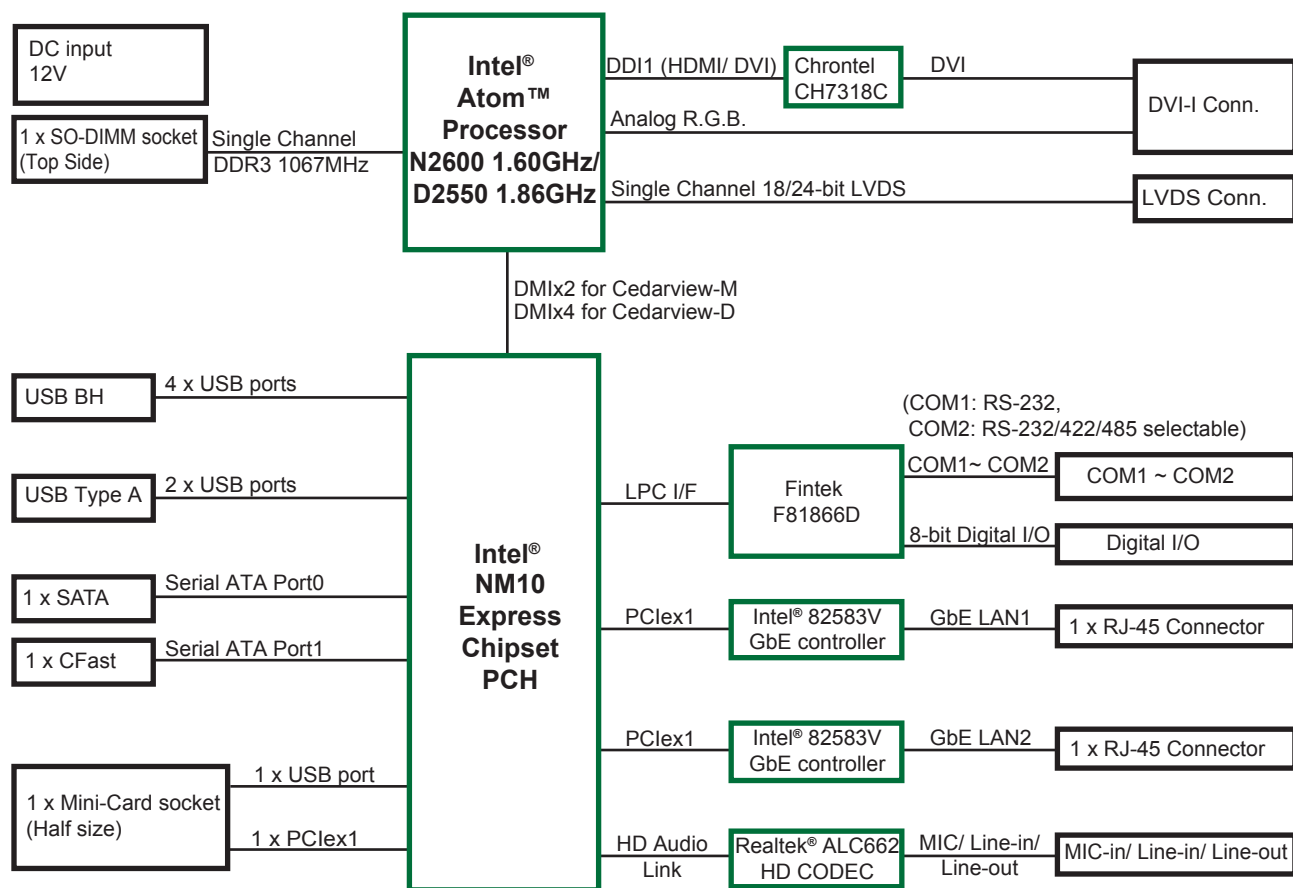 DC input
12V
1 x SO-DIMM socket
(Top Side)
Single Channel
DDR3 1067MHz
Intel®
Atom™
Processor
N2600 1.60GHz/
D2550 1.86GHz
DDI1 (HDMI/ DVI)
Chrontel
CH7318C
DVI
Analog R.G.B.
DVI-I Conn.
Single Channel 18/24-bit LVDS
LVDS Conn.
DMIx2 for Cedarview-M
DMIx4 for Cedarview-D
USB BH
4 x USB ports
USB Type A
2 x USB ports
1 x SATA
Serial ATA Port0
1 x CFast
Serial ATA Port1
1 x Mini-Card socket
(Half size)
1 x USB port
1 x PCIex1
Intel®
NM10
Express
Chipset
PCH
(COM1: RS-232,
COM2: RS-232/422/485 selectable)
LPC I/F
Fintek
F81866D
COM1~ COM2
COM1 ~ COM2
8-bit Digital I/O
Digital I/O
PCIex1
Intel® 82583V
GbE controller
GbE LAN1
1 x RJ-45 Connector
PCIex1
Intel® 82583V
GbE controller
GbE LAN2
1 x RJ-45 Connector
HD Audio
Link
Realtek® ALC662
HD CODEC
MIC/ Line-in/
Line-out
MIC-in/ Line-in/ Line-out